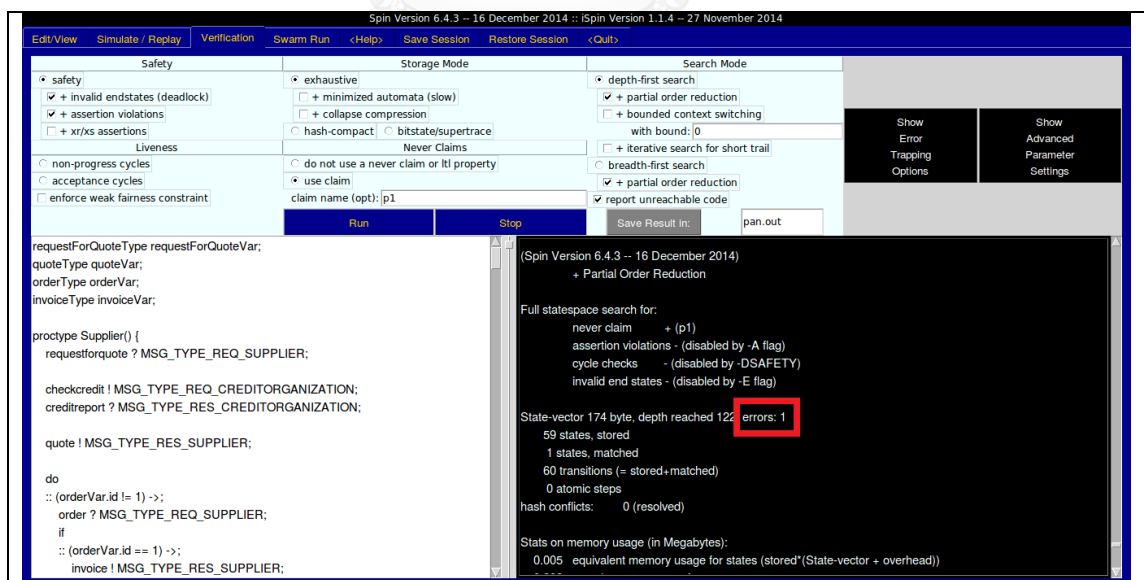 Spin Version 6.4.3 -- 16 December 2014 :: iSpin Version 1.1.4 -- 27 November 2014
Edit/View Simulate / Replay Verification Swarm Run <Help> Save Session Restore Session <Quit>
Safety
safety
+ invalid endstates (deadlock)
+ assertion violations
+ xr/xs assertions
Liveness
non-progress cycles
acceptance cycles
enforce weak fairness constraint
Storage Mode
exhaustive
+ minimized automata (slow)
+ collapse compression
hash-compact bitstate/supertrace
Never Claims
do not use a never claim or ltl property
use claim
claim name (opt): p1
Search Mode
depth-first search
+ partial order reduction
+ bounded context switching
with bound: 0
+ iterative search for short trail
breadth-first search
+ partial order reduction
report unreachable code
Show
Error
Trapping
Options
Show
Advanced
Parameter
Settings
Run Stop Save Result in: pan.out
requestForQuoteType requestForQuoteVar;
quoteType quoteVar;
orderType orderVar;
invoiceType invoiceVar;
proctype Supplier() {
requestforquote ? MSG_TYPE_REQ_SUPPLIER;
checkcredit ! MSG_TYPE_REQ_CREDITORGANIZATION;
creditreport ? MSG_TYPE_RES_CREDITORGANIZATION;
quote ! MSG_TYPE_RES_SUPPLIER;
do
:: (orderVar.id != 1) ->;
order ? MSG_TYPE_REQ_SUPPLIER;
if
:: (orderVar.id == 1) ->;
invoice ! MSG_TYPE_RES_SUPPLIER;
(Spin Version 6.4.3 -- 16 December 2014)
+ Partial Order Reduction
Full statespace search for:
never claim + (p1)
assertion violations - (disabled by -A flag)
cycle checks - (disabled by -DSAFETY)
invalid end states - (disabled by -E flag)
State-vector 174 byte, depth reached 122, errors: 1
59 states, stored
1 states, matched
60 transitions (= stored+matched)
0 atomic steps
hash conflicts: 0 (resolved)
Stats on memory usage (in Megabytes):
0.005 equivalent memory usage for states (stored*(State-vector + overhead))